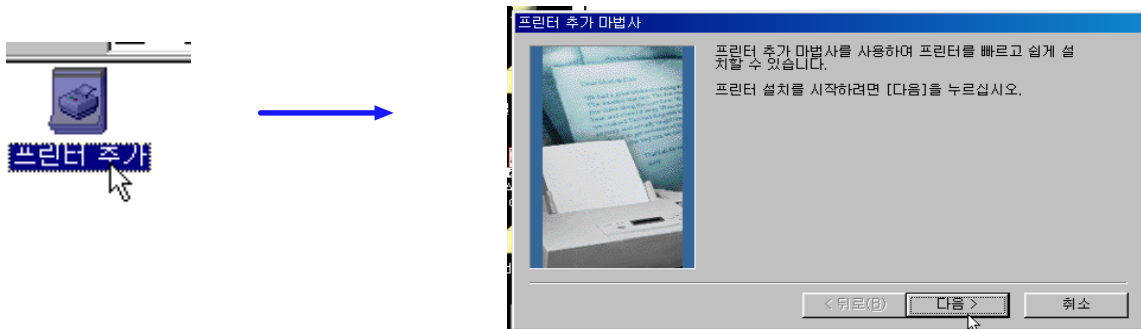 프린터 추가
프린터 추가 마법사
프린터 추가 마법사를 사용하여 프린터를 빠르고 쉽게 설
치할 수 있습니다.
프린터 설치를 시작하려면 [다음]을 누르십시오.
< 뒤로(B)
다음 >
취소